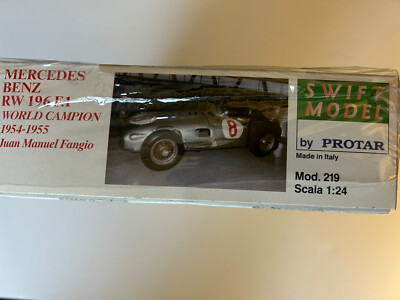 MERCEDES
BENZ
RW 196 F1
WORLD CAMPION
1954-1955
Juan Manuel Fangio
8
SWIFT
MODEL
by PROTAR
Made in Italy
Mod. 219
Scala 1:24